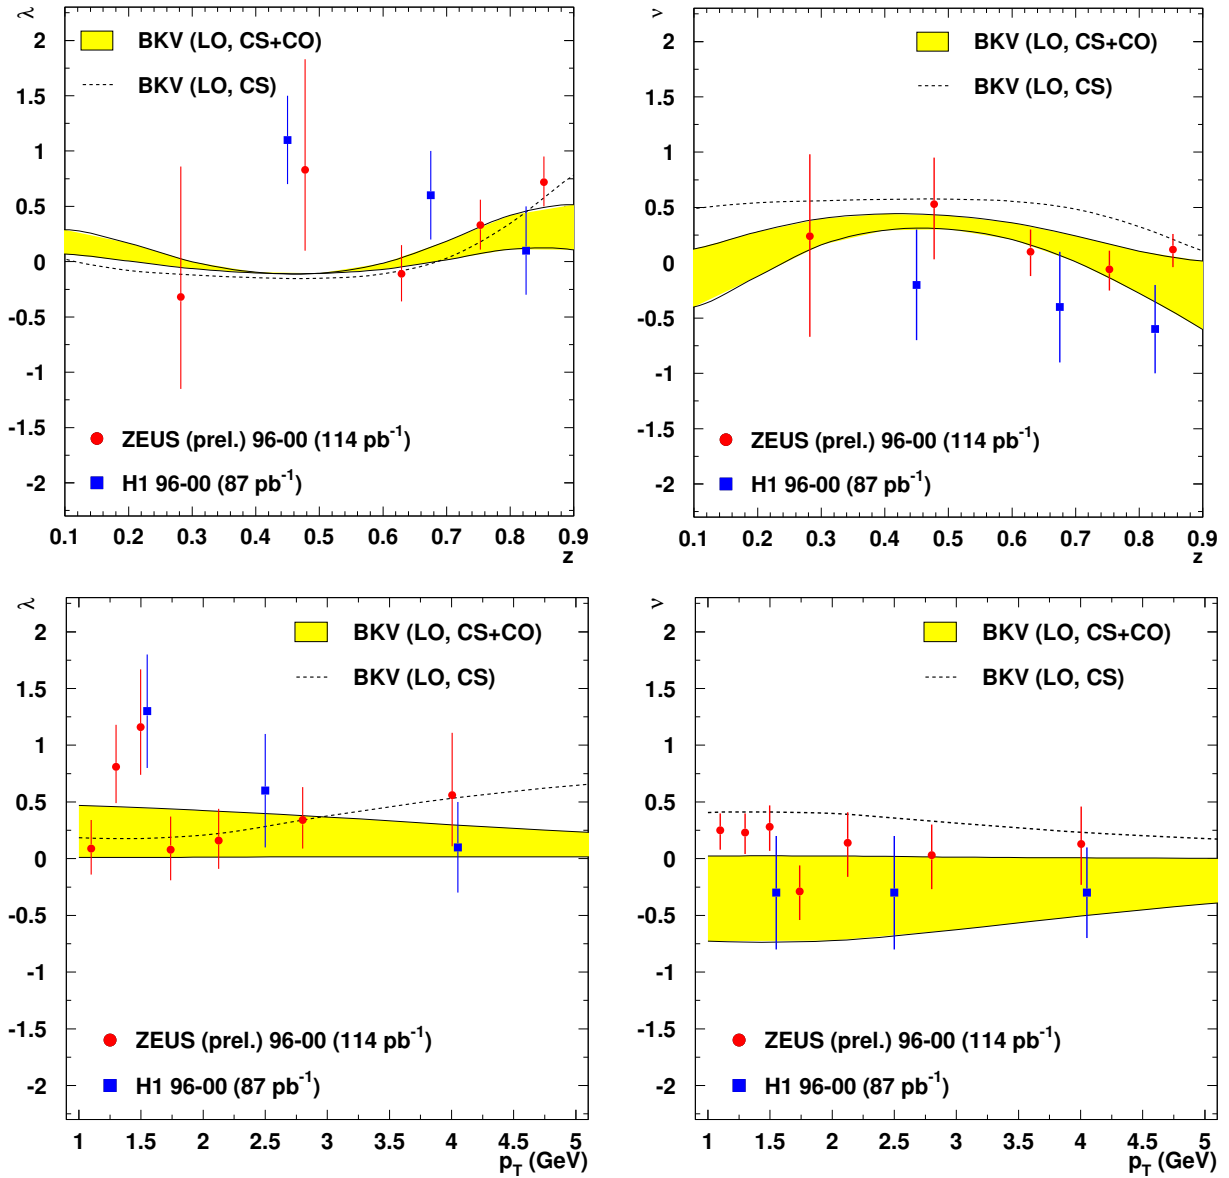 λ
2
1.5
1
0.5
0
-0.5
-1
-1.5
-2
BKV (LO, CS+CO)
BKV (LO, CS)
ZEUS (prel.) 96-00 (114 pb⁻¹)
H1 96-00 (87 pb⁻¹)
0.1 0.2 0.3 0.4 0.5 0.6 0.7 0.8 0.9
z
ν
2
1.5
1
0.5
0
-0.5
-1
-1.5
-2
BKV (LO, CS+CO)
BKV (LO, CS)
ZEUS (prel.) 96-00 (114 pb⁻¹)
H1 96-00 (87 pb⁻¹)
0.1 0.2 0.3 0.4 0.5 0.6 0.7 0.8 0.9
z
λ
2
1.5
1
0.5
0
-0.5
-1
-1.5
-2
BKV (LO, CS+CO)
BKV (LO, CS)
ZEUS (prel.) 96-00 (114 pb⁻¹)
H1 96-00 (87 pb⁻¹)
1 1.5 2 2.5 3 3.5 4 4.5 5
p_T (GeV)
ν
2
1.5
1
0.5
0
-0.5
-1
-1.5
-2
BKV (LO, CS+CO)
BKV (LO, CS)
ZEUS (prel.) 96-00 (114 pb⁻¹)
H1 96-00 (87 pb⁻¹)
1 1.5 2 2.5 3 3.5 4 4.5 5
p_T (GeV)